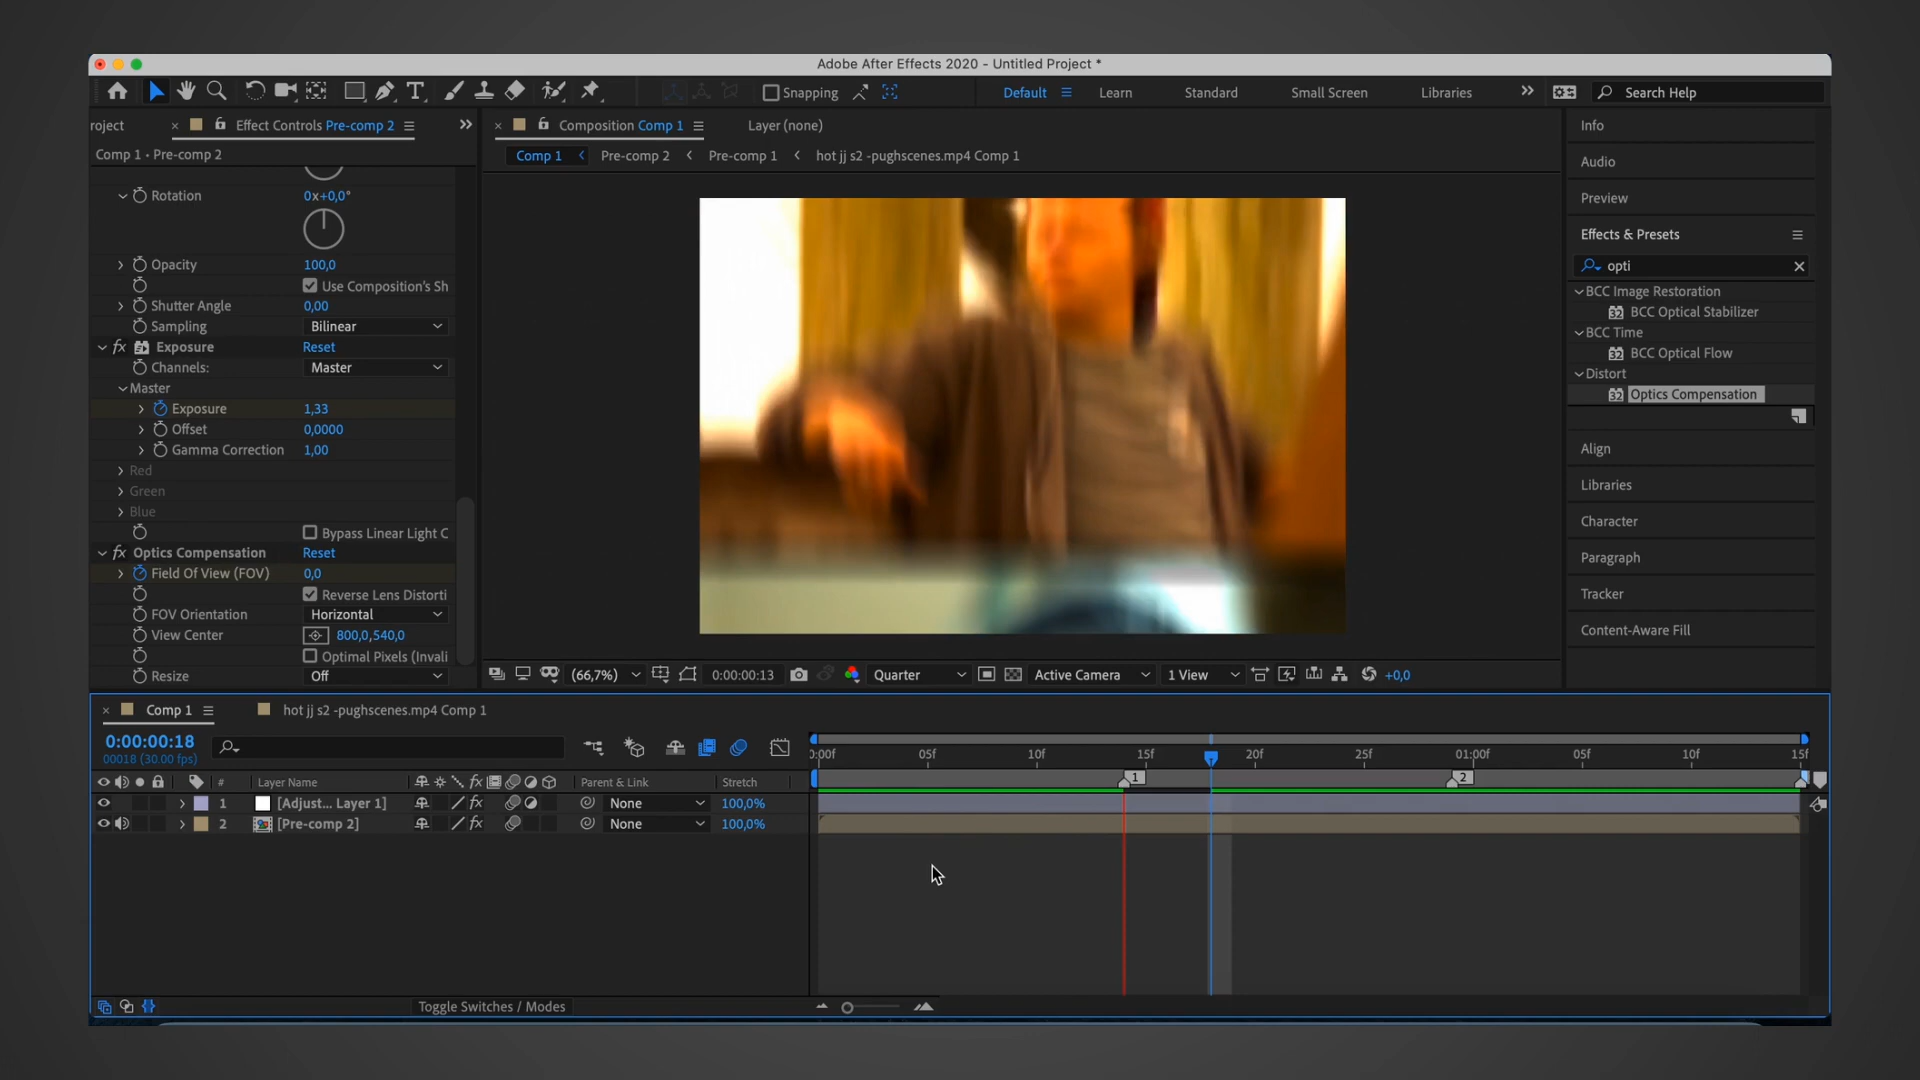 Adobe After Effects 2020 - Untitled Project *
Snapping
Default
Learn
Standard
Small Screen
Libraries
Search Help
roject
Effect Controls Pre-comp 2
Comp 1 • Pre-comp 2
Rotation 0x+0,0°
Opacity 100,0
Use Composition's Sh
Shutter Angle 0,00
Sampling Bilinear
fx Exposure Reset
Channels: Master
Master
Exposure 1,33
Offset 0,0000
Gamma Correction 1,00
Red
Green
Blue
Bypass Linear Light C
fx Optics Compensation Reset
Field Of View (FOV) 0,0
Reverse Lens Distorti
FOV Orientation Horizontal
View Center 800,0,540,0
Optimal Pixels (Invali
Resize Off
Composition Comp 1
Layer (none)
Comp 1 Pre-comp 2 Pre-comp 1 hot jj s2 -pughscenes.mp4 Comp 1
(66,7%) 0:00:00:13 Quarter Active Camera 1 View +0,0
Info
Audio
Preview
Effects & Presets
opti
BCC Image Restoration
32 BCC Optical Stabilizer
BCC Time
32 BCC Optical Flow
Distort
32 Optics Compensation
Align
Libraries
Character
Paragraph
Tracker
Content-Aware Fill
Comp 1
hot jj s2 -pughscenes.mp4 Comp 1
0:00:00:18
00018 (30.00 fps)
:00f 05f 10f 15f 20f 25f 01:00f 05f 10f 15f
1 2
# Layer Name fx Parent & Link Stretch
1 [Adjust... Layer 1] fx None 100,0%
2 [Pre-comp 2] fx None 100,0%
Toggle Switches / Modes